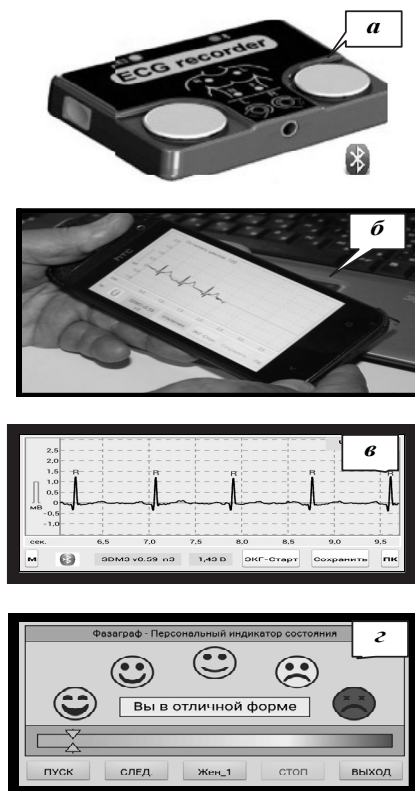 а
ECG recorder
б
hтc
в
2,5
2,0
1,5
1,0
0,5
0
-0,5
-1,0
мВ
R R R R R
сек. 6,5 7,0 7,5 8,0 8,5 9,0 9,5
М 3DM3 v0.59 n3 1,43 В ЭКГ-Старт Сохранить ПК
г
Фазаграф - Персональный индикатор состояния
Вы в отличной форме
ПУСК СЛЕД. Жен_1 СТОП ВЫХОД